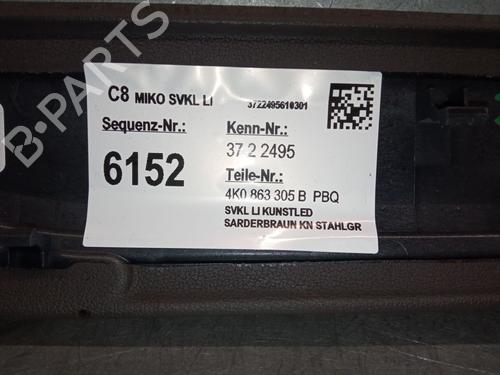 B-PARTS
C8 MIKO SVKL LI 3722495610301
Sequenz-Nr.: Kenn-Nr.:
6152 37 2 2495
Teile-Nr.:
4K0 863 305 B PBQ
SVKL LI KUNSTLED
SARDERBRAUN KN STAHLGR